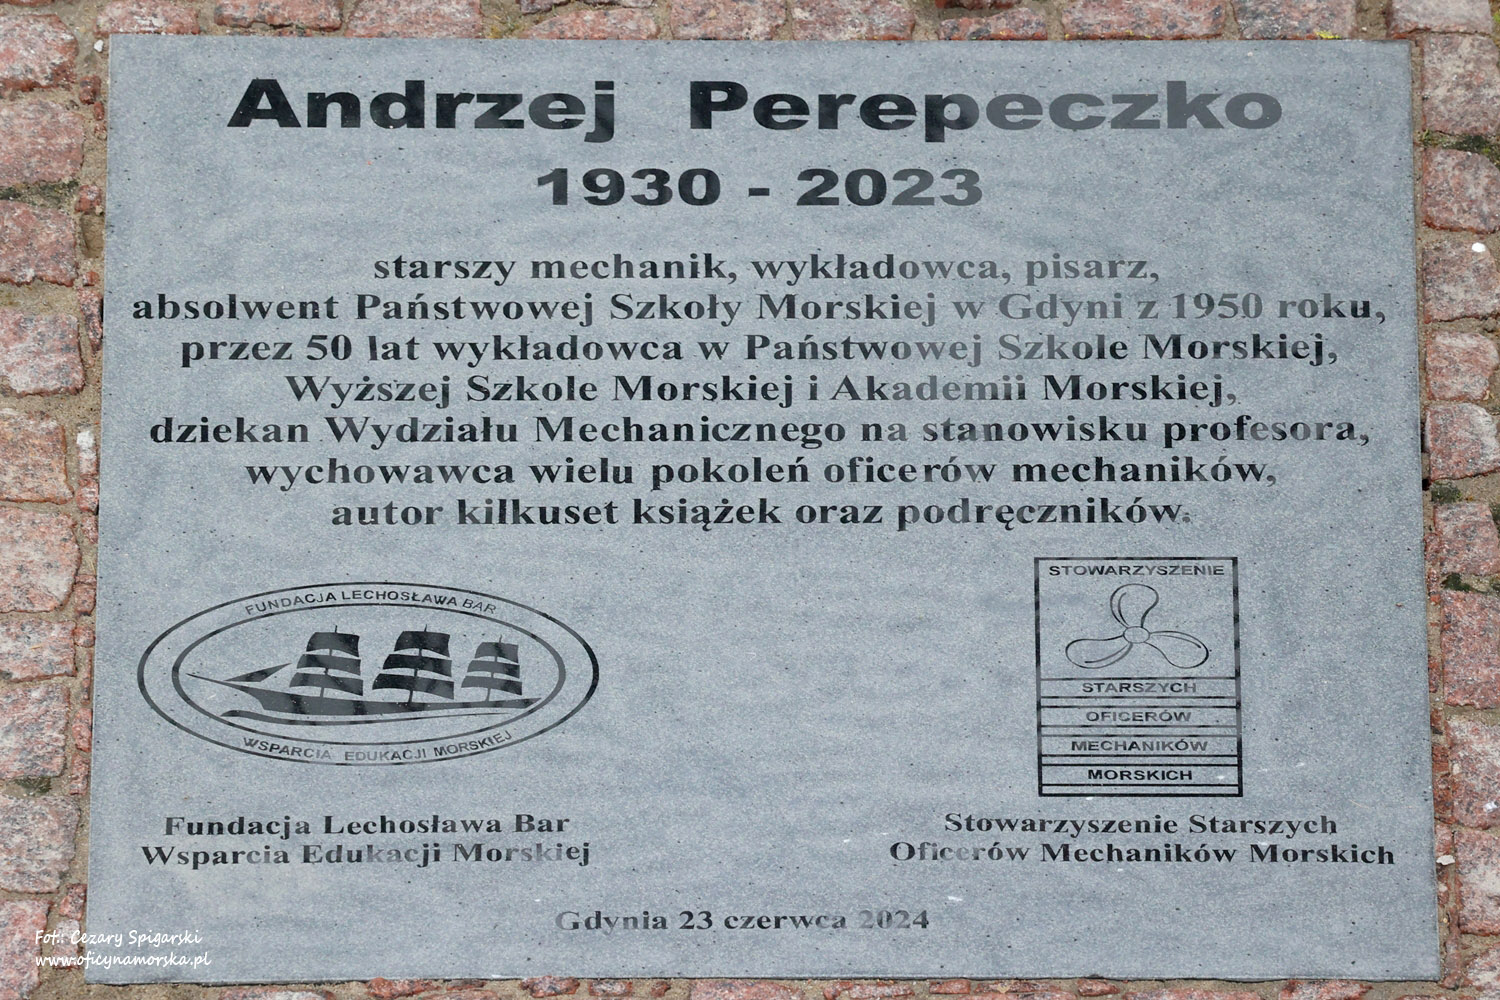 Andrzej Perepeczko
1930 - 2023
starszy mechanik, wykładowca, pisarz,
absolwent Państwowej Szkoły Morskiej w Gdyni z 1950 roku,
przez 50 lat wykładowca w Państwowej Szkole Morskiej,
Wyższej Szkole Morskiej i Akademii Morskiej,
dziekan Wydziału Mechanicznego na stanowisku profesora,
wychowawca wielu pokoleń oficerów mechaników,
autor kilkuset książek oraz podręczników.
FUNDACJA LECHOSŁAWA BAR
WSPARCIA EDUKACJI MORSKIEJ
Fundacja Lechosława Bar
Wsparcia Edukacji Morskiej
STOWARZYSZENIE
STARSZYCH
OFICERÓW
MECHANIKÓW
MORSKICH
Stowarzyszenie Starszych
Oficerów Mechaników Morskich
Gdynia 23 czerwca 2024
Fot.: Cezary Spigarski
www.oficynamorska.pl